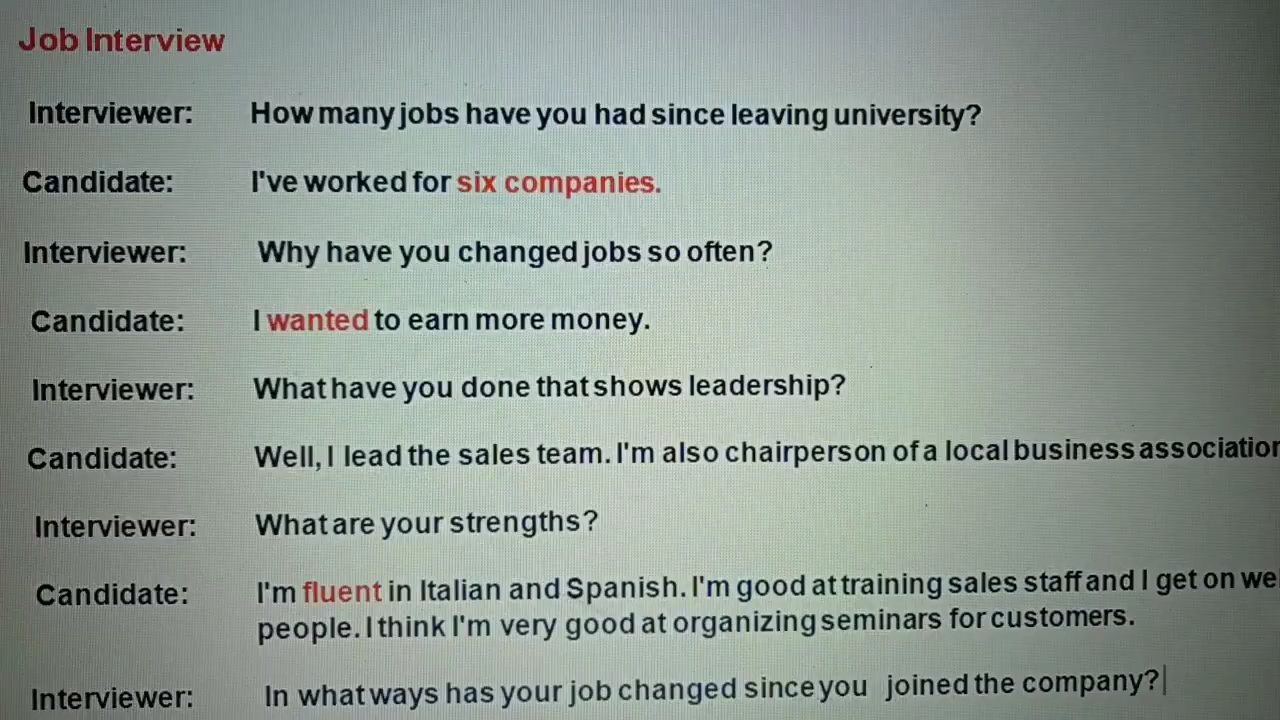 Job Interview
Interviewer: How many jobs have you had since leaving university?
Candidate: I've worked for six companies.
Interviewer: Why have you changed jobs so often?
Candidate: I wanted to earn more money.
Interviewer: What have you done that shows leadership?
Candidate: Well, I lead the sales team. I'm also chairperson of a local business association
Interviewer: What are your strengths?
Candidate: I'm fluent in Italian and Spanish. I'm good at training sales staff and I get on we
people. I think I'm very good at organizing seminars for customers.
Interviewer: In what ways has your job changed since you joined the company?